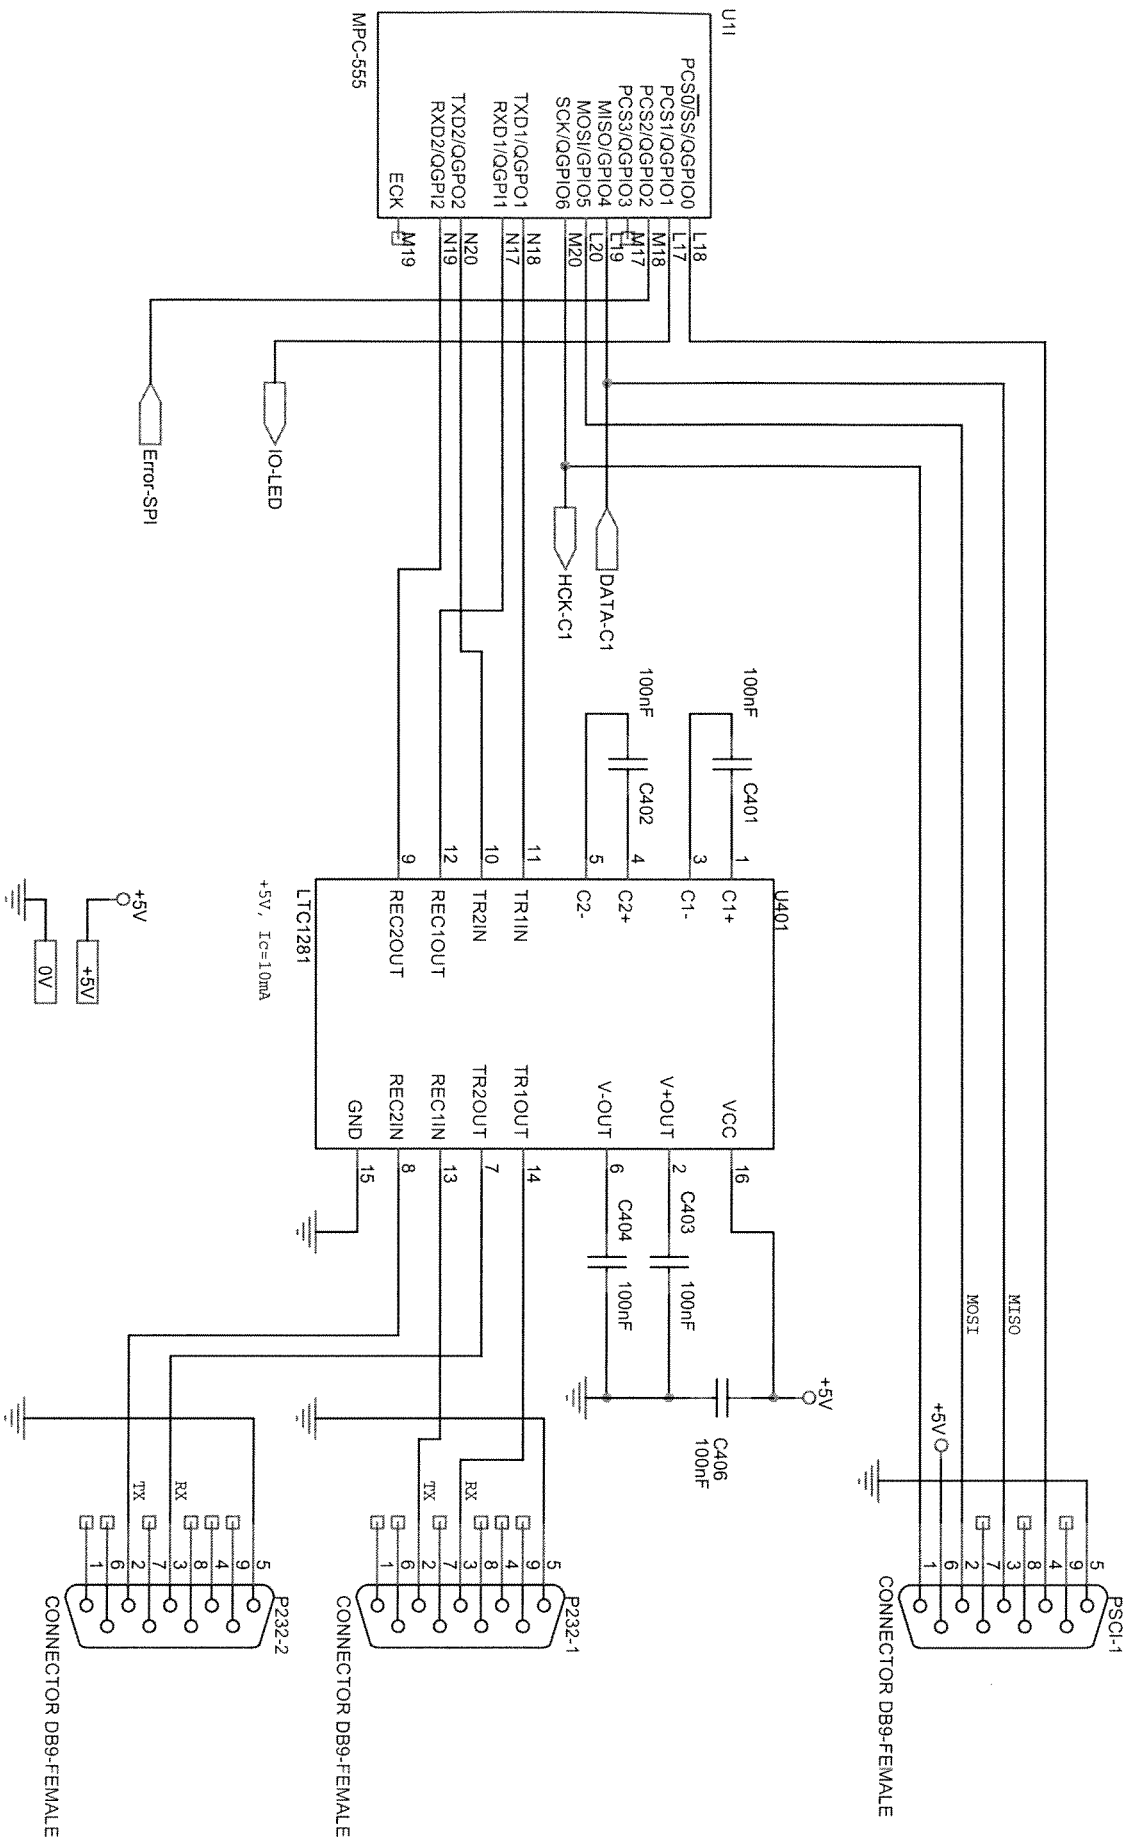 U1I
PCS0/SS/QGPIO0
L18
PCS1/QGPIO1
L17
PCS2/QGPIO2
M18
PCS3/QGPIO3
M17
MISO/GPIO4
L19
MOSI/GPIO5
L20
SCK/QGPIO6
M20
TXD1/QGPO1
N18
RXD1/QGPI1
N17
TXD2/QGPO2
N20
RXD2/QGPI2
N19
ECK
M19
MPC-555
Error-SPI
IO-LED
DATA-C1
HCK-C1
MISO
MOSI
+5V
PSCI-1
5
9
4
8
3
7
2
6
1
CONNECTOR DB9-FEMALE
U401
100nF
C401
1
C1+
3
C1-
100nF
C402
4
C2+
5
C2-
11
TR1IN
10
TR2IN
12
REC1OUT
9
REC2OUT
VCC
16
V+OUT
2
V-OUT
6
TR1OUT
14
TR2OUT
7
REC1IN
13
REC2IN
8
GND
15
LTC1281
+5V, Ic=10mA
C403
100nF
C404
100nF
+5V
C406
100nF
RX
TX
P232-1
5
9
4
8
3
7
2
6
1
CONNECTOR DB9-FEMALE
RX
TX
P232-2
5
9
4
8
3
7
2
6
1
CONNECTOR DB9-FEMALE
+5V
+5V
0V